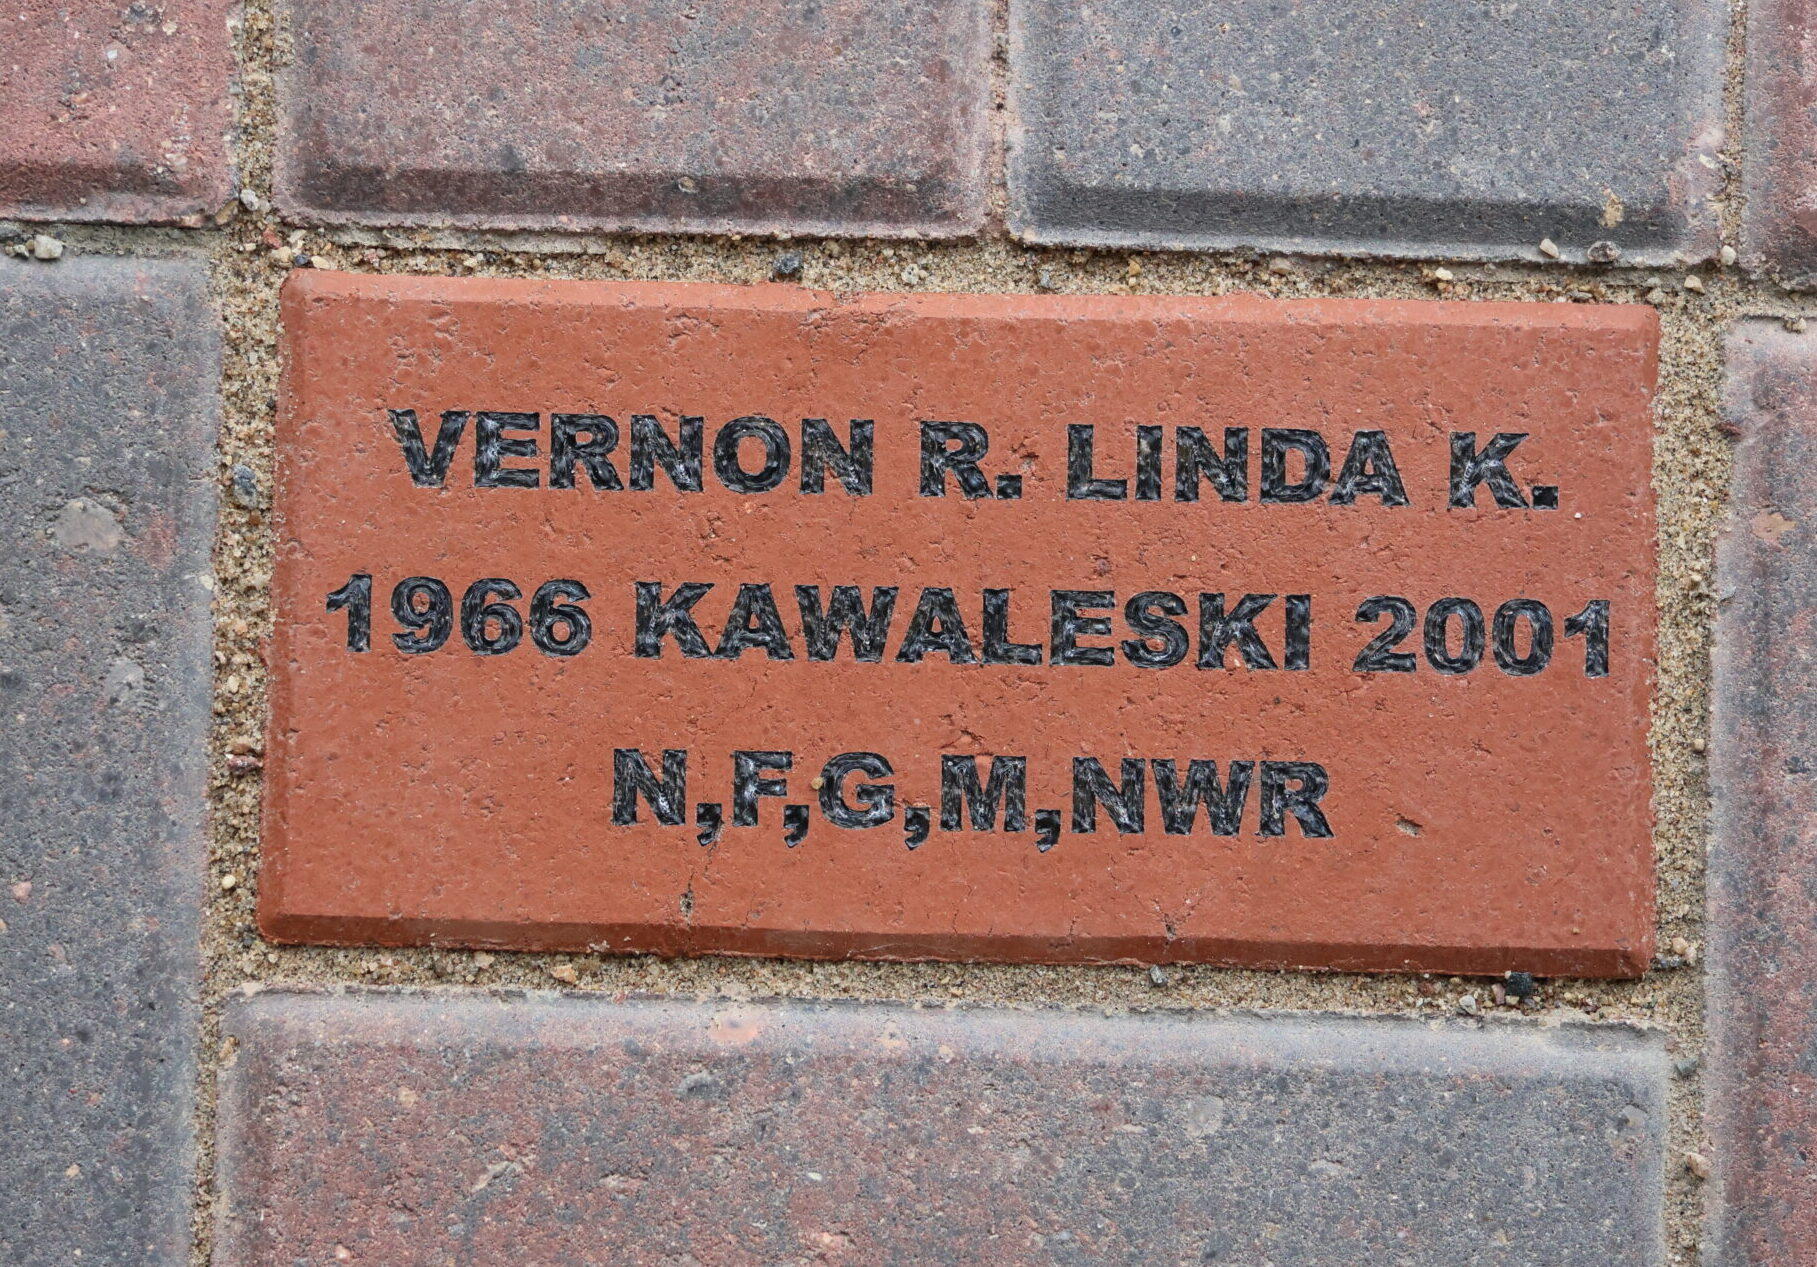 VERNON R. LINDA K.
1966 KAWALESKI 2001
N,F,G,M,NWR